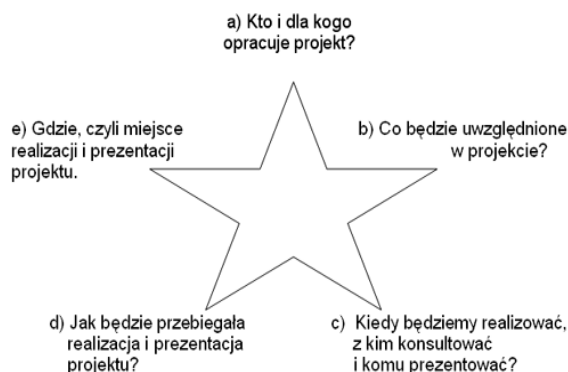 a) Kto i dla kogo
opracuje projekt?
b) Co będzie uwzględnione
w projekcie?
c) Kiedy będziemy realizować,
z kim konsultować
i komu prezentować?
d) Jak będzie przebiegała
realizacja i prezentacja
projektu?
e) Gdzie, czyli miejsce
realizacji i prezentacji
projektu.